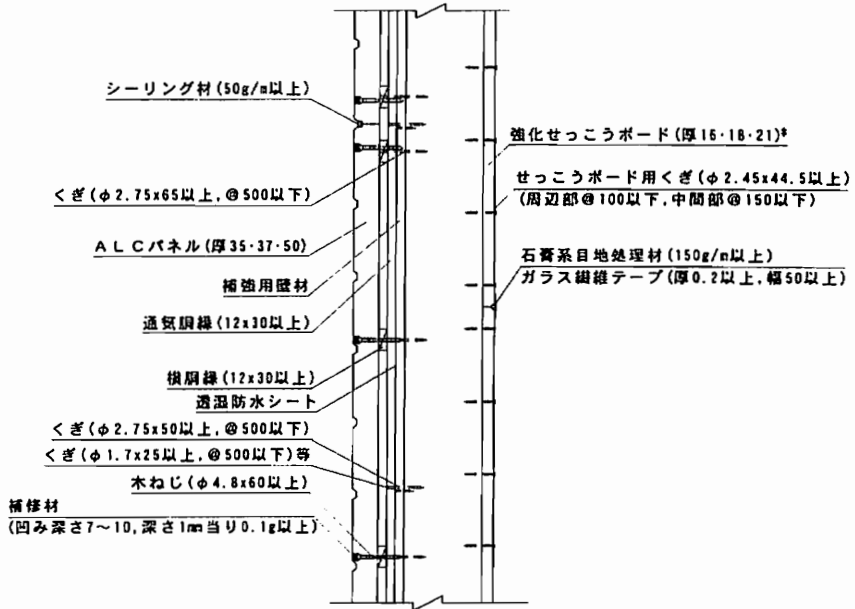 シーリング材(50g/m以上)
くぎ(φ2.75x65以上,@500以下)
ALCパネル(厚35・37・50)
補強用壁材
通気胴縁(12x30以上)
横胴縁(12x30以上)
透湿防水シート
くぎ(φ2.75x50以上,@500以下)
くぎ(φ1.7x25以上,@500以下)等
木ねじ(φ4.8x60以上)
補修材
(凹み深さ7〜10,深さ1mm当り0.1g以上)
強化せっこうボード(厚16・18・21)*
せっこうボード用くぎ(φ2.45x44.5以上)
(周辺部@100以下,中間部@150以下)
石膏系目地処理材(150g/m以上)
ガラス繊維テープ(厚0.2以上,幅50以上)